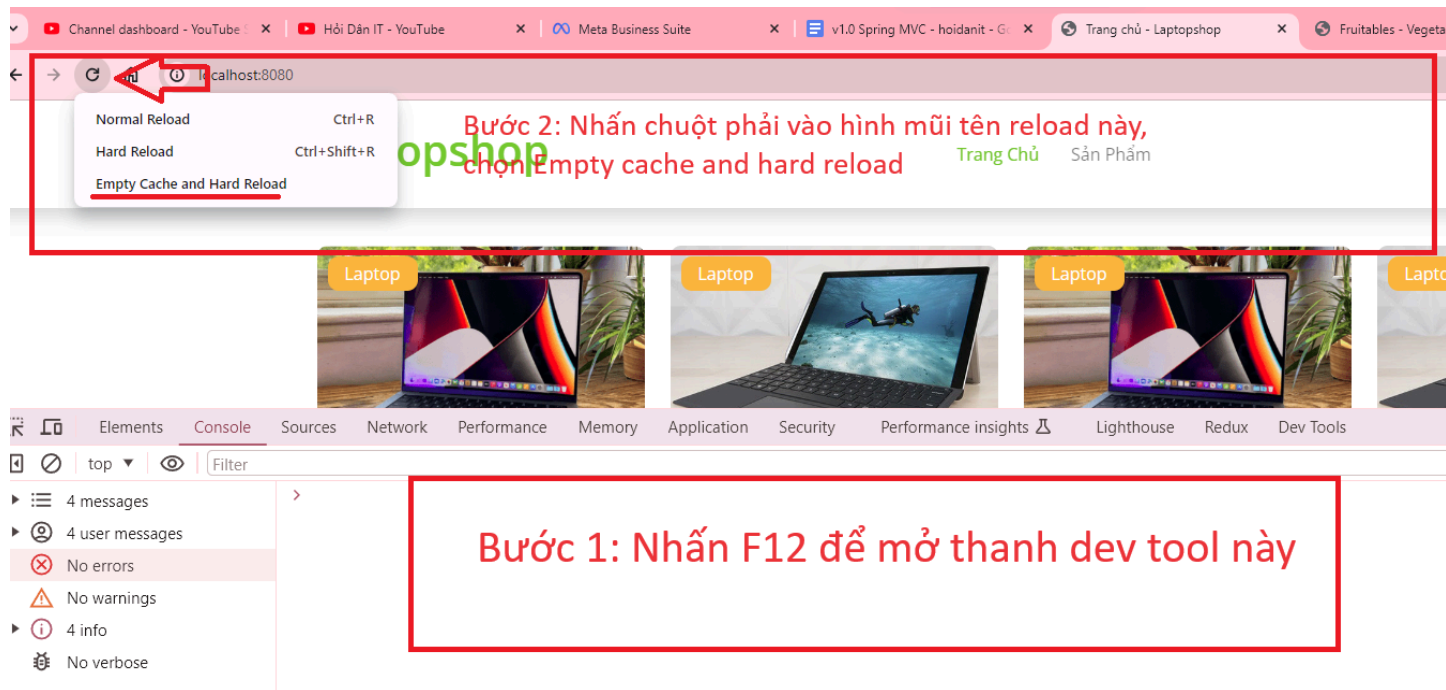 Channel dashboard - YouTube S
Hỏi Dân IT - YouTube
Meta Business Suite
v1.0 Spring MVC - hoidanit - Go
Trang chủ - Laptopshop
Fruitables - Vegeta
localhost:8080
Normal Reload Ctrl+R
Hard Reload Ctrl+Shift+R
Empty Cache and Hard Reload
opshop
Bước 2: Nhấn chuột phải vào hình mũi tên reload này,
chọn Empty cache and hard reload
Trang Chủ Sản Phẩm
Laptop
Laptop
Laptop
Lapto
Elements Console Sources Network Performance Memory Application Security Performance insights Lighthouse Redux Dev Tools
top Filter
4 messages
4 user messages
No errors
No warnings
4 info
No verbose
Bước 1: Nhấn F12 để mở thanh dev tool này